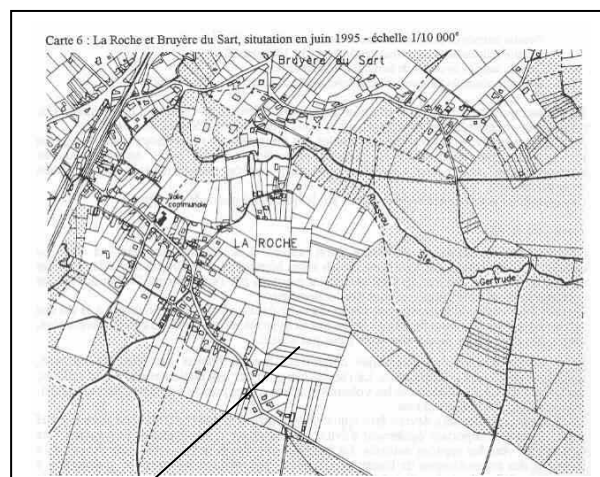 Carte 6 : La Roche et Bruyère du Sart, situtation en juin 1995 - échelle 1/10 000°
Bruyère du Sart
Salle
communale
LA ROCHE
Ruisseau
Ste
Gertrude